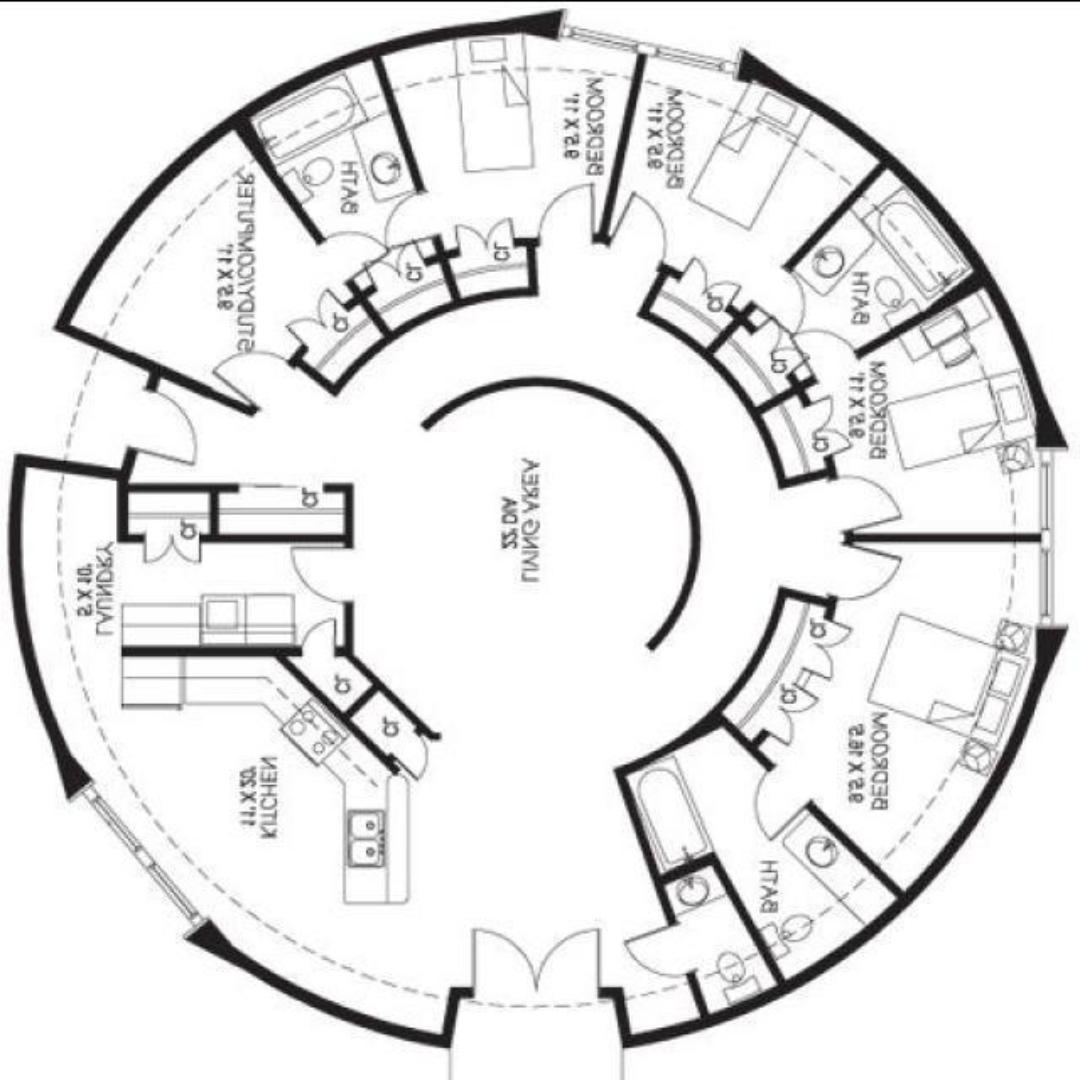 BEDROOM
9.5' X 11'
BEDROOM
9.5' X 11'
BATH
STUDY/COMPUTER
9.5' X 11'
CL
CL
CL
BATH
CL
CL
CL
BEDROOM
9.5' X 11'
LIVING AREA
22' DIA
CL
CL
LAUNDRY
5' X 10'
CL
CL
CL
CL
BEDROOM
9.5' X 16.5'
KITCHEN
11' X 20'
BATH